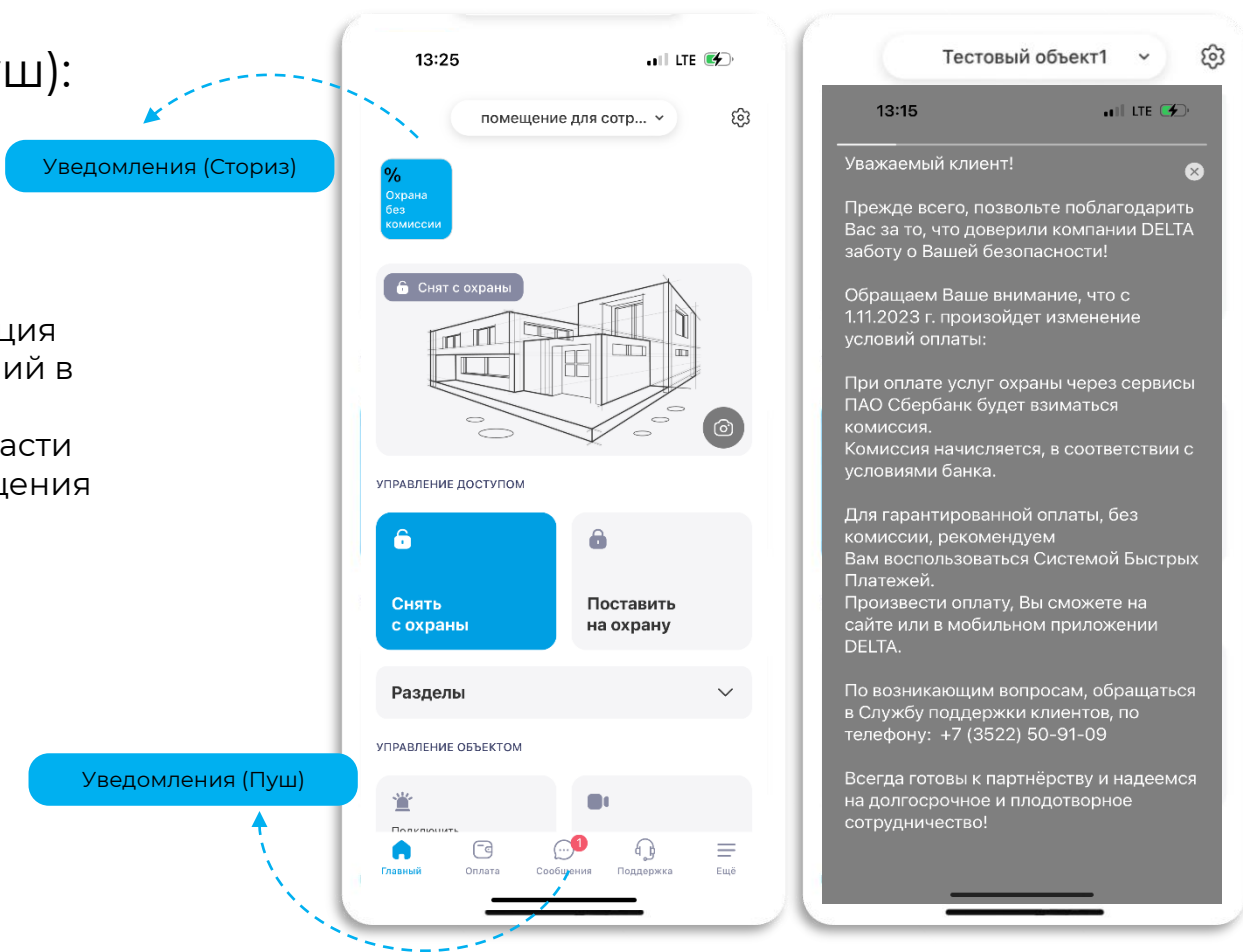 уш):
Уведомления (Сториз)
ция
ий в
асти
цения
Уведомления (Пуш)
13:25
LTE
помещение для сотр...
%
Охрана
без
комиссии
Снят с охраны
УПРАВЛЕНИЕ ДОСТУПОМ
Снять
с охраны
Поставить
на охрану
Разделы
УПРАВЛЕНИЕ ОБЪЕКТОМ
Подключить
1
Главный
Оплата
Сообщения
Поддержка
Ещё
Тестовый объект1
13:15
LTE
Уважаемый клиент!
Прежде всего, позвольте поблагодарить
Вас за то, что доверили компании DELTA
заботу о Вашей безопасности!
Обращаем Ваше внимание, что с
1.11.2023 г. произойдет изменение
условий оплаты:
При оплате услуг охраны через сервисы
ПАО Сбербанк будет взиматься
комиссия.
Комиссия начисляется, в соответствии с
условиями банка.
Для гарантированной оплаты, без
комиссии, рекомендуем
Вам воспользоваться Системой Быстрых
Платежей.
Произвести оплату, Вы сможете на
сайте или в мобильном приложении
DELTA.
По возникающим вопросам, обращаться
в Службу поддержки клиентов, по
телефону: +7 (3522) 50-91-09
Всегда готовы к партнёрству и надеемся
на долгосрочное и плодотворное
сотрудничество!